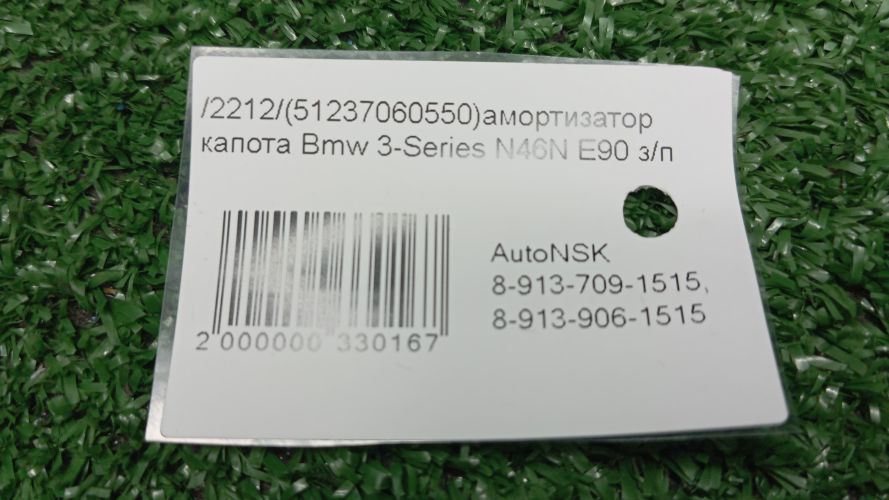 /2212/(51237060550)амортизатор
капота Bmw 3-Series N46N E90 з/п
AutoNSK
8-913-709-1515,
8-913-906-1515
2 000000 330167